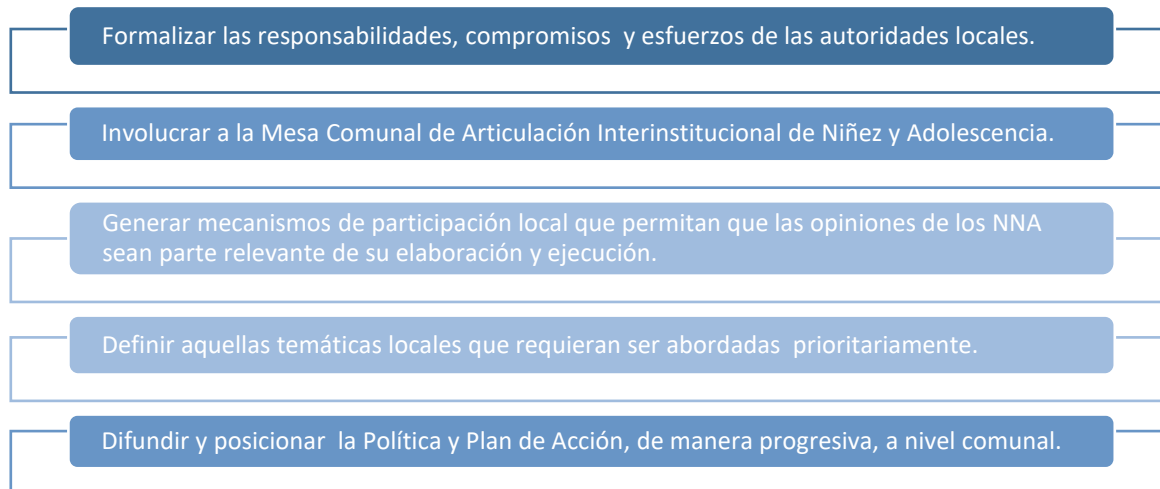 Formalizar las responsabilidades, compromisos  y esfuerzos de las autoridades locales.
Involucrar a la Mesa Comunal de Articulación Interinstitucional de Niñez y Adolescencia.
Generar mecanismos de participación local que permitan que las opiniones de los NNA
sean parte relevante de su elaboración y ejecución.
Definir aquellas temáticas locales que requieran ser abordadas  prioritariamente.
Difundir y posicionar  la Política y Plan de Acción, de manera progresiva, a nivel comunal.